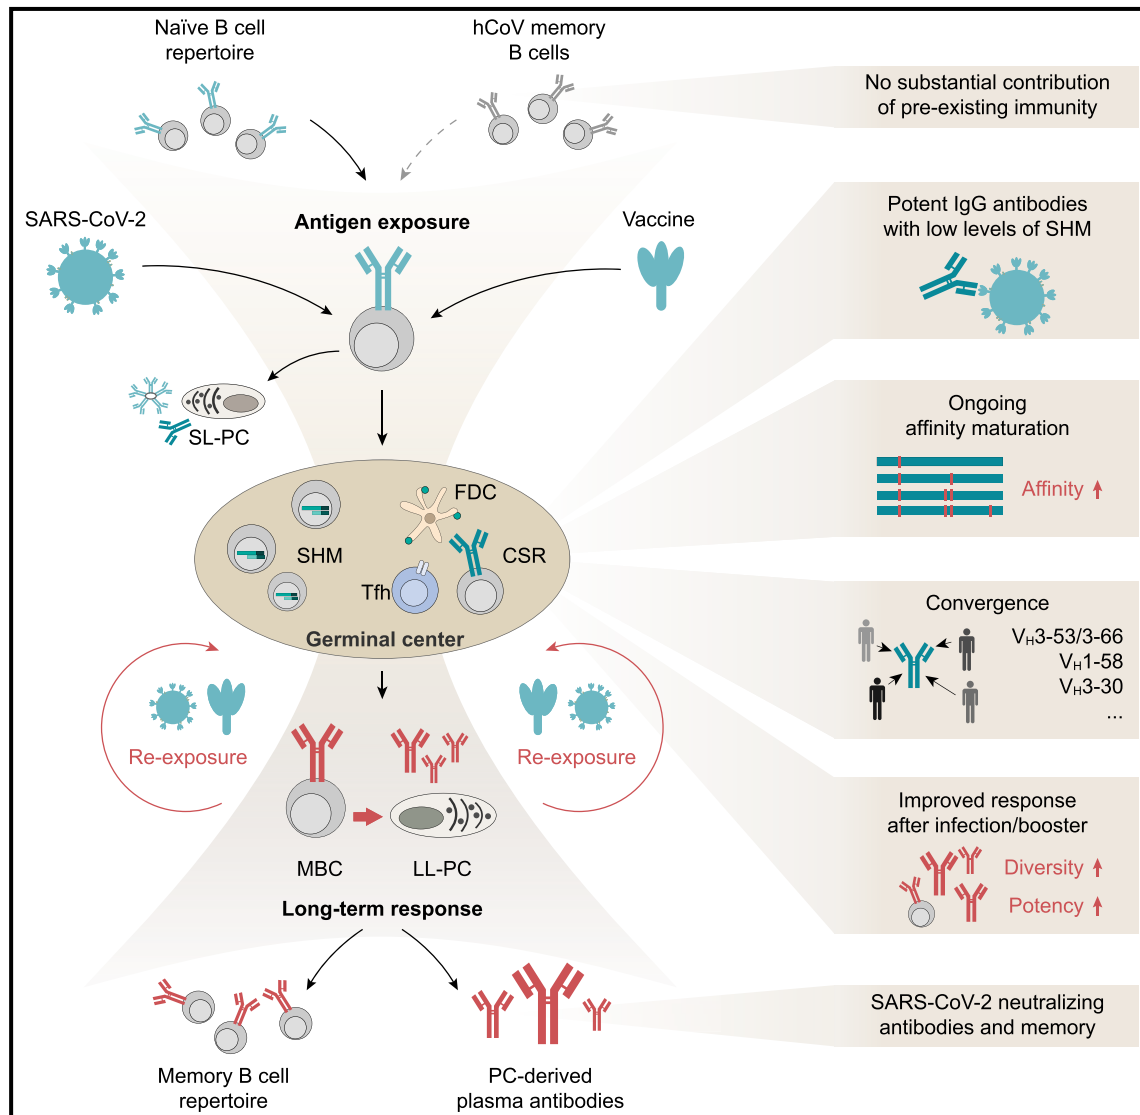 Naïve B cell
repertoire
hCoV memory
B cells
No substantial contribution
of pre-existing immunity
SARS-CoV-2
Antigen exposure
Vaccine
Potent IgG antibodies
with low levels of SHM
SL-PC
Ongoing
affinity maturation
Affinity
FDC
SHM
CSR
Tfh
Germinal center
Convergence
VH3-53/3-66
VH1-58
VH3-30
...
Re-exposure
Re-exposure
MBC
LL-PC
Long-term response
Improved response
after infection/booster
Diversity
Potency
SARS-CoV-2 neutralizing
antibodies and memory
Memory B cell
repertoire
PC-derived
plasma antibodies